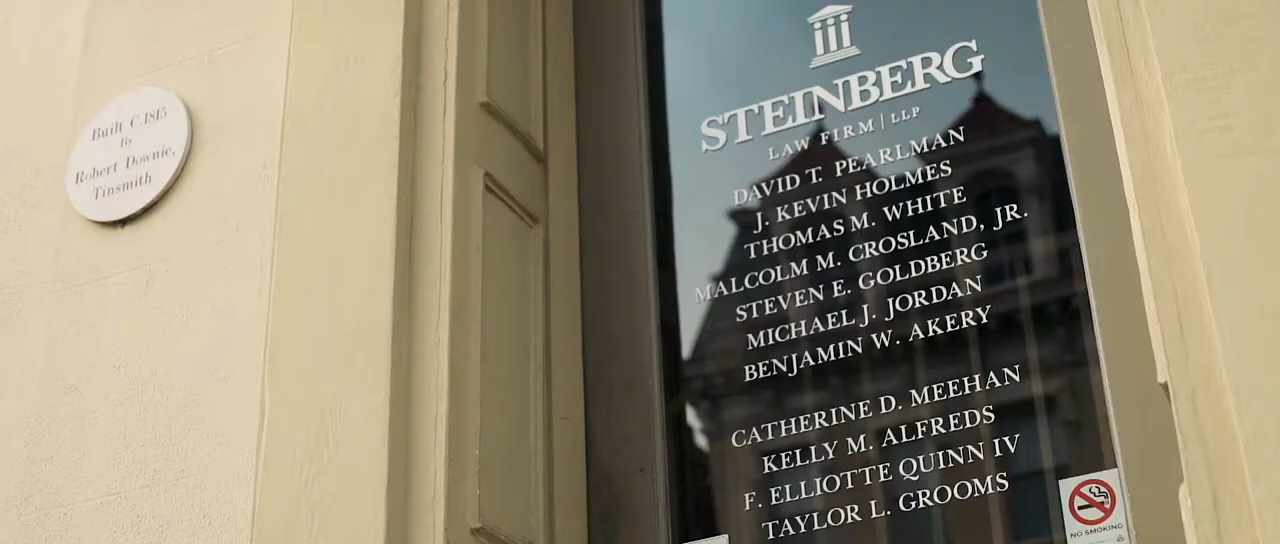 Built C.1815
By
Robert Downie,
Tinsmith
STEINBERG
LAW FIRM | LLP
DAVID T. PEARLMAN
J. KEVIN HOLMES
THOMAS M. WHITE
MALCOLM M. CROSLAND, JR.
STEVEN E. GOLDBERG
MICHAEL J. JORDAN
BENJAMIN W. AKERY
CATHERINE D. MEEHAN
KELLY M. ALFREDS
F. ELLIOTTE QUINN IV
TAYLOR L. GROOMS
NO SMOKING